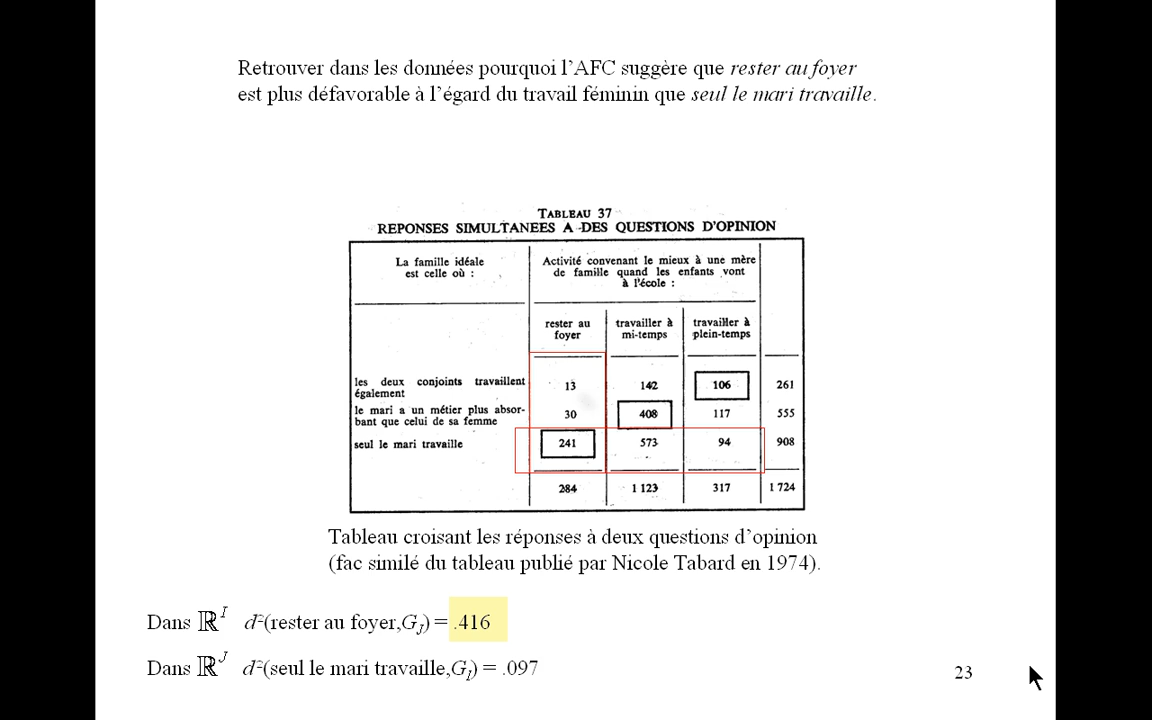 Retrouver dans les données pourquoi l'AFC suggère que rester au foyer
est plus défavorable à l'égard du travail féminin que seul le mari travaille.
TABLEAU 37
REPONSES SIMULTANEES A DES QUESTIONS D'OPINION
La famille idéale
est celle où :
Activité convenant le mieux à une mère
de famille quand les enfants vont
à l'école :
rester au
foyer
travailler à
mi-temps
travailler à
plein-temps
les deux conjoints travaillent
également
13 142 106 261
le mari a un métier plus absor-
bant que celui de sa femme
30 408 117 555
seul le mari travaille 241 573 94 908
284 1 123 317 1 724
Tableau croisant les réponses à deux questions d'opinion
(fac similé du tableau publié par Nicole Tabard en 1974).
Dans ℝ^I d²(rester au foyer,G_J) = .416
Dans ℝ^J d²(seul le mari travaille,G_I) = .097
23